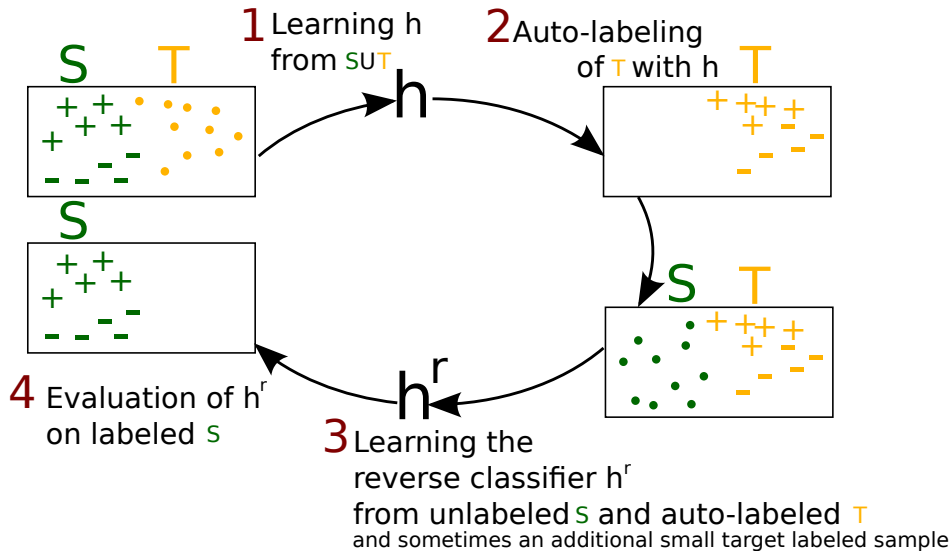 1 Learning h
from SUT
S T
h
2 Auto-labeling
of T with h
T
S
S T
h^r
4 Evaluation of h^r
on labeled S
3 Learning the
reverse classifier h^r
from unlabeled S and auto-labeled T
and sometimes an additional small target labeled sample